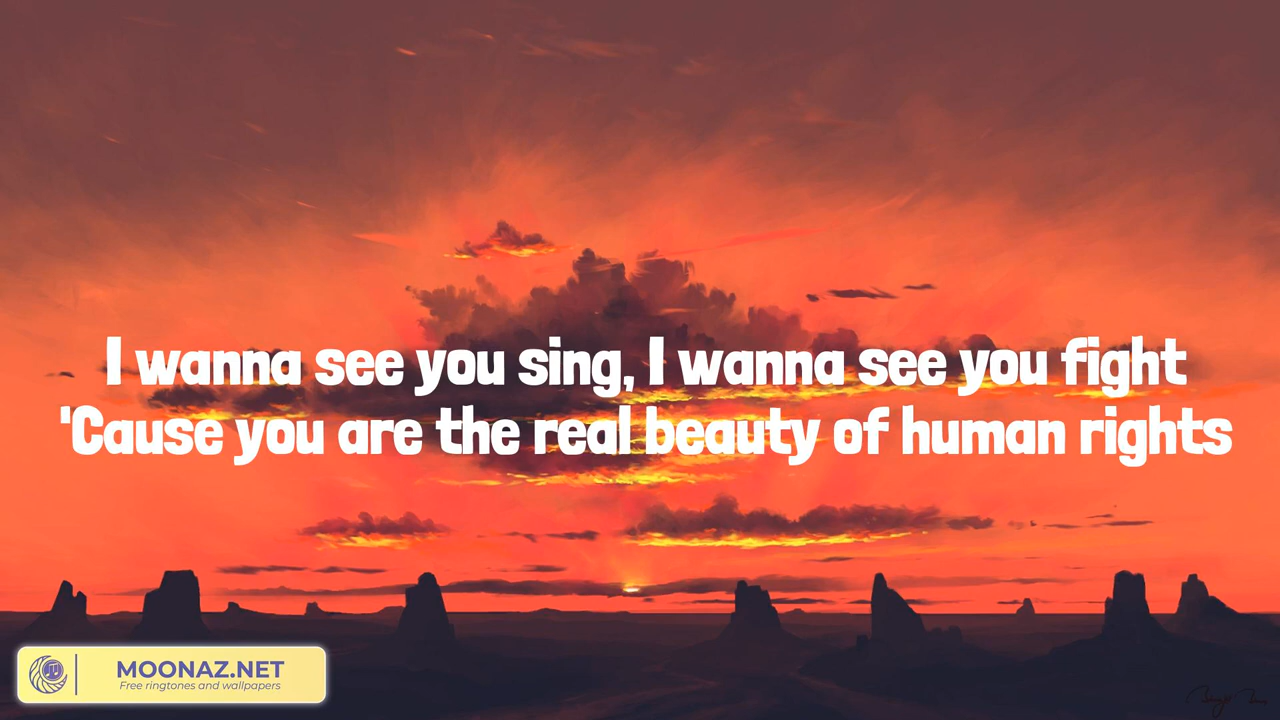 I wanna see you sing, I wanna see you fight
'Cause you are the real beauty of human rights
MOONAZ.NET
Free ringtones and wallpapers